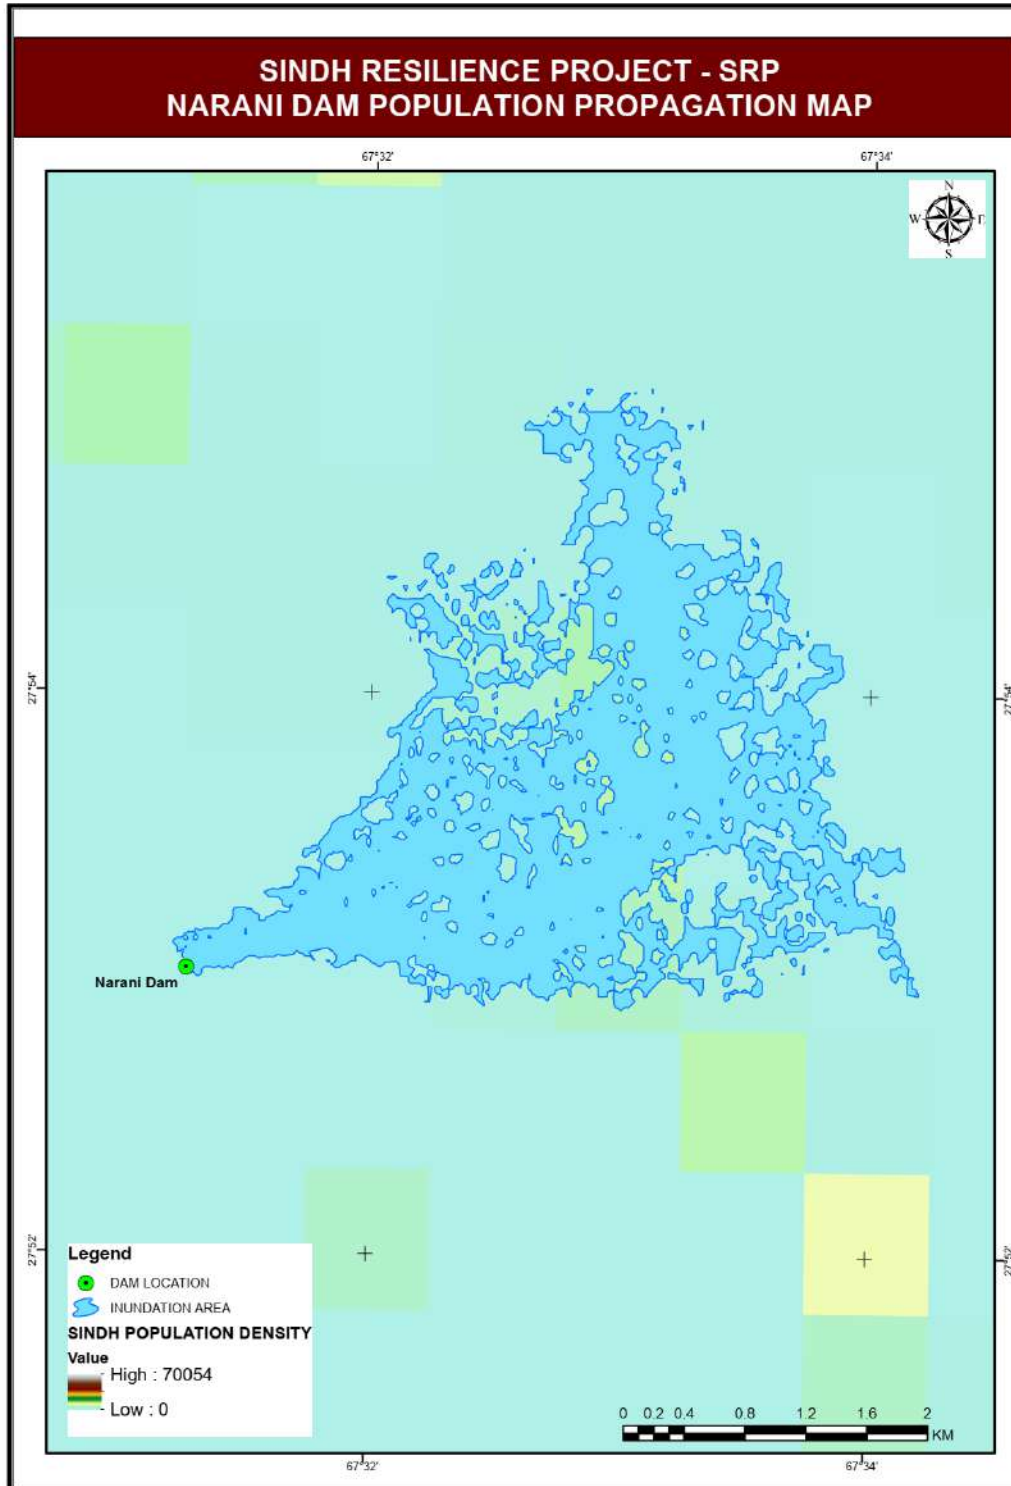 SINDH RESILIENCE PROJECT - SRP
NARANI DAM POPULATION PROPAGATION MAP
67°32' 67°34'
N
W E
S
27°54' 27°54'
Narani Dam
27°52' 27°52'
Legend
DAM LOCATION
INUNDATION AREA
SINDH POPULATION DENSITY
Value
High : 70054
Low : 0
0 0.2 0.4 0.8 1.2 1.6 2
KM
67°32' 67°34'